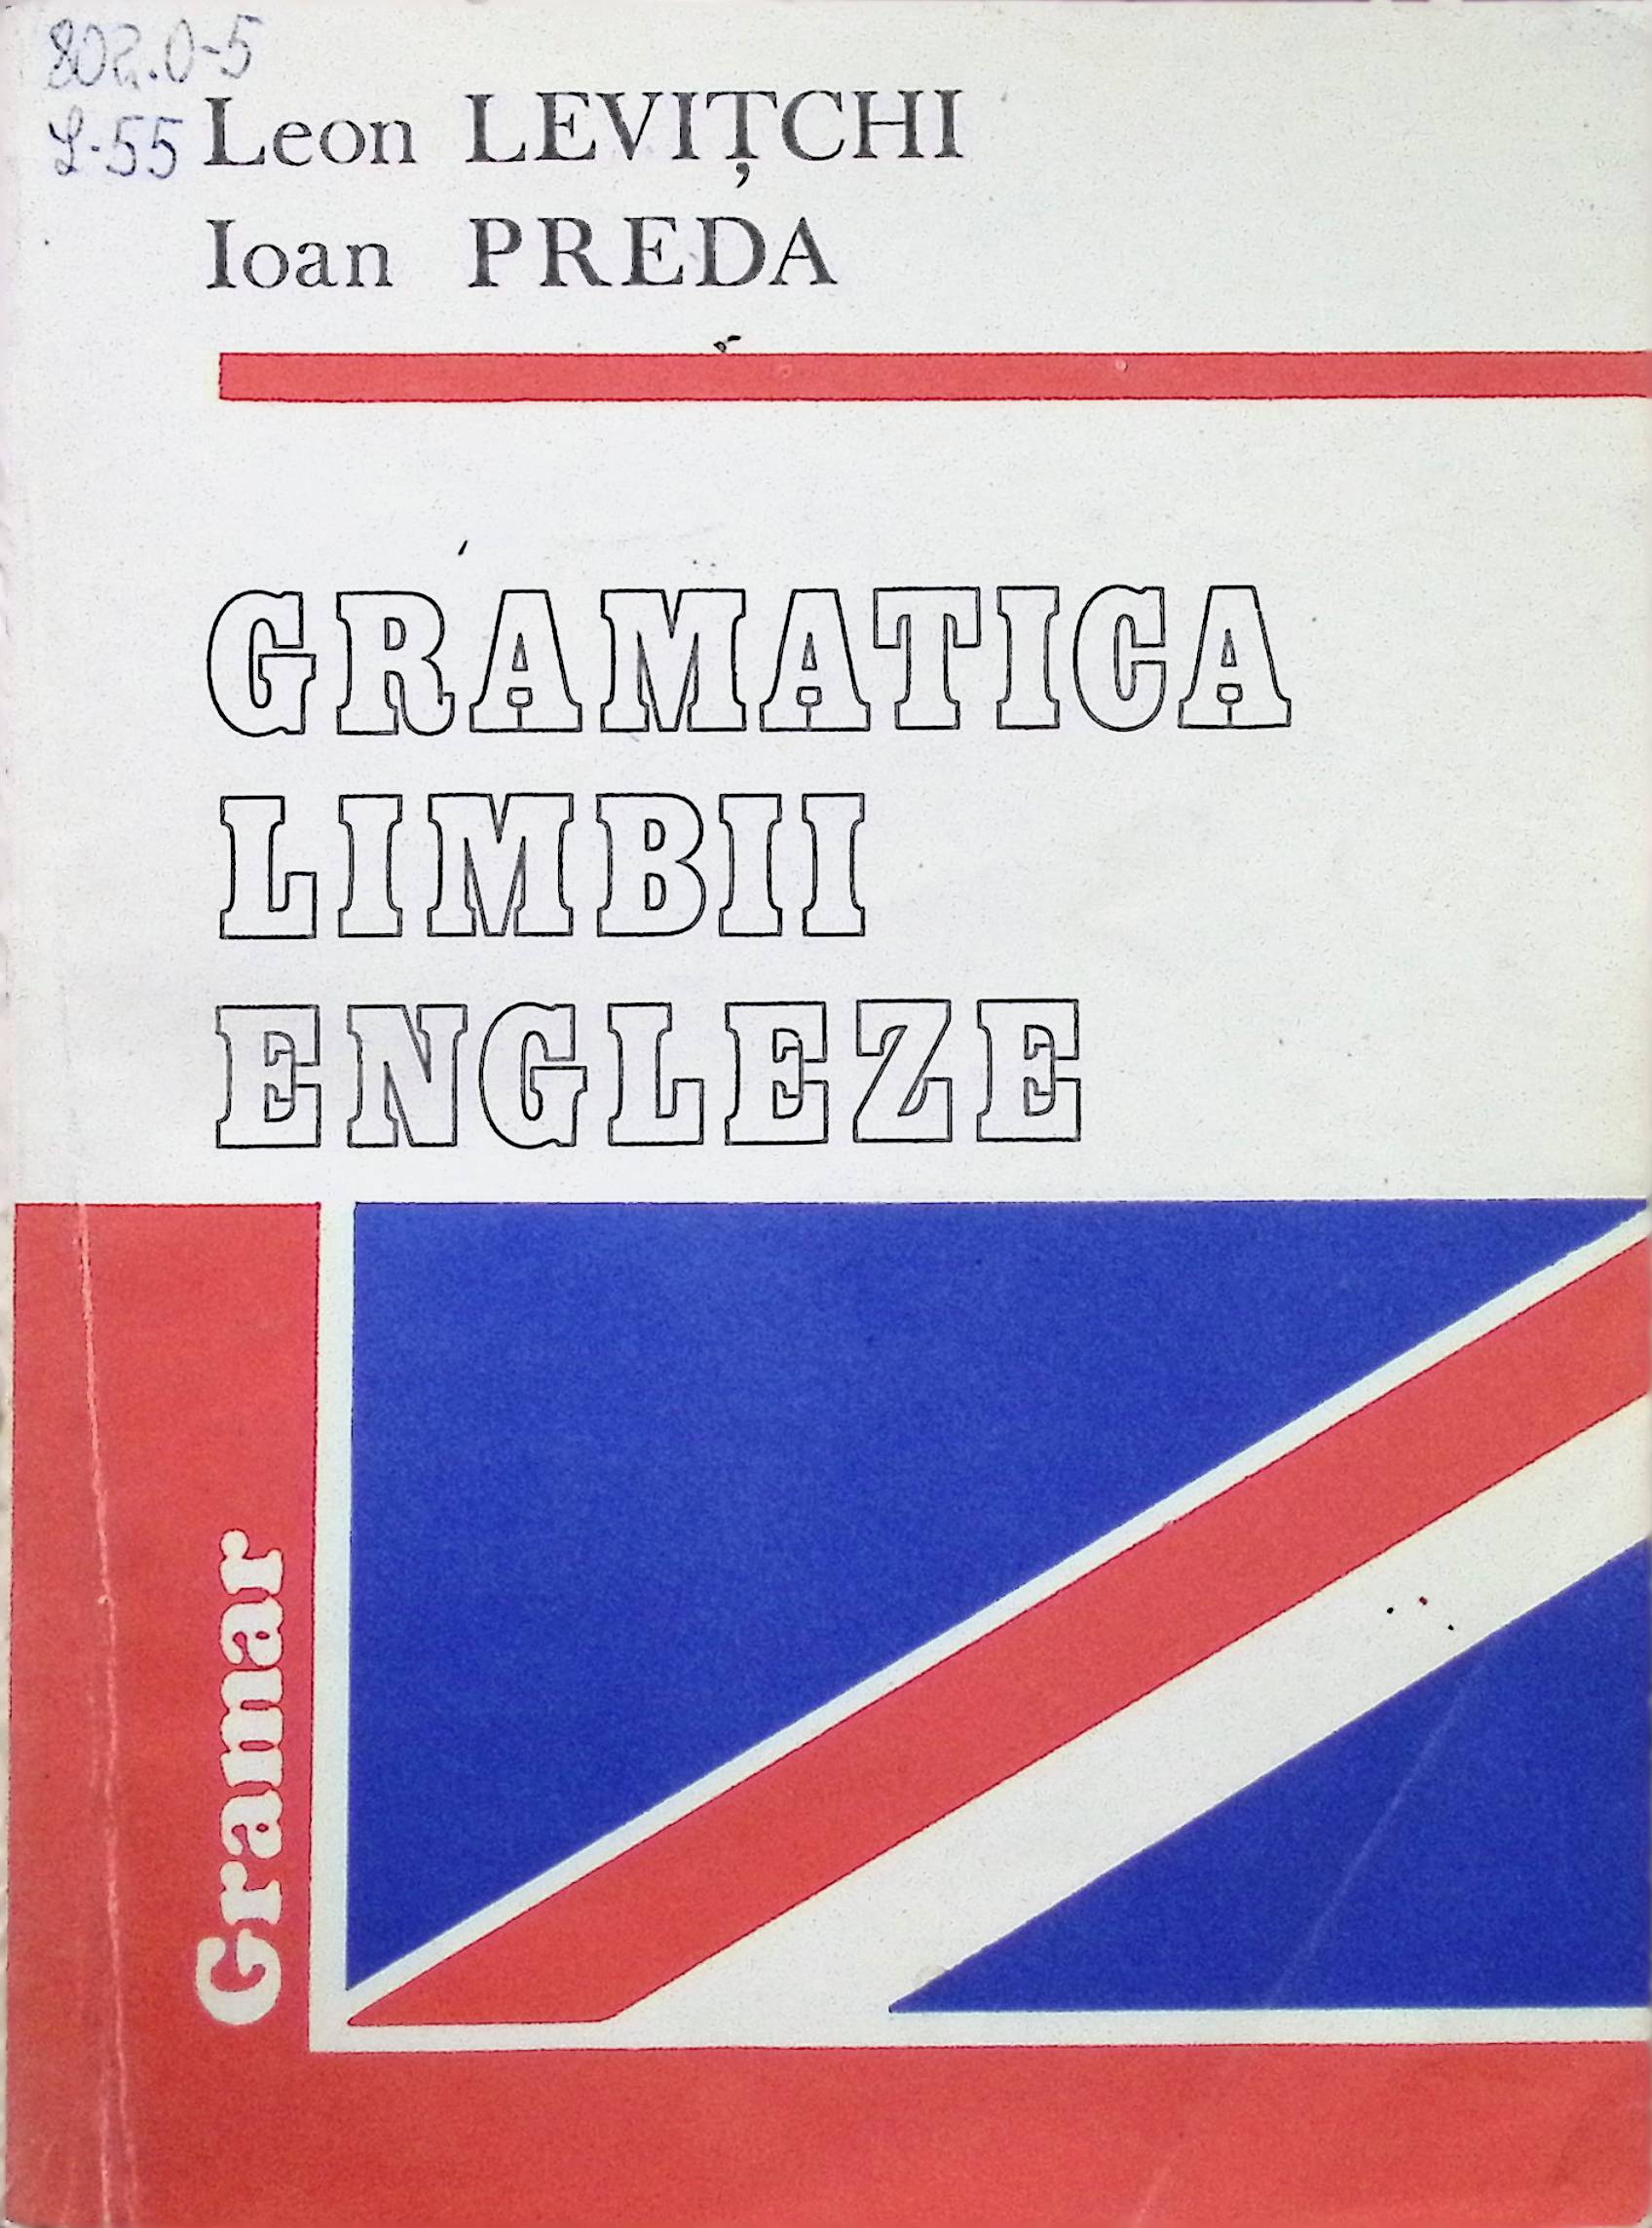 802.0-5
L-55
Leon LEVIȚCHI
Ioan PREDA
GRAMATICA
LIMBII
ENGLEZE
Gramar